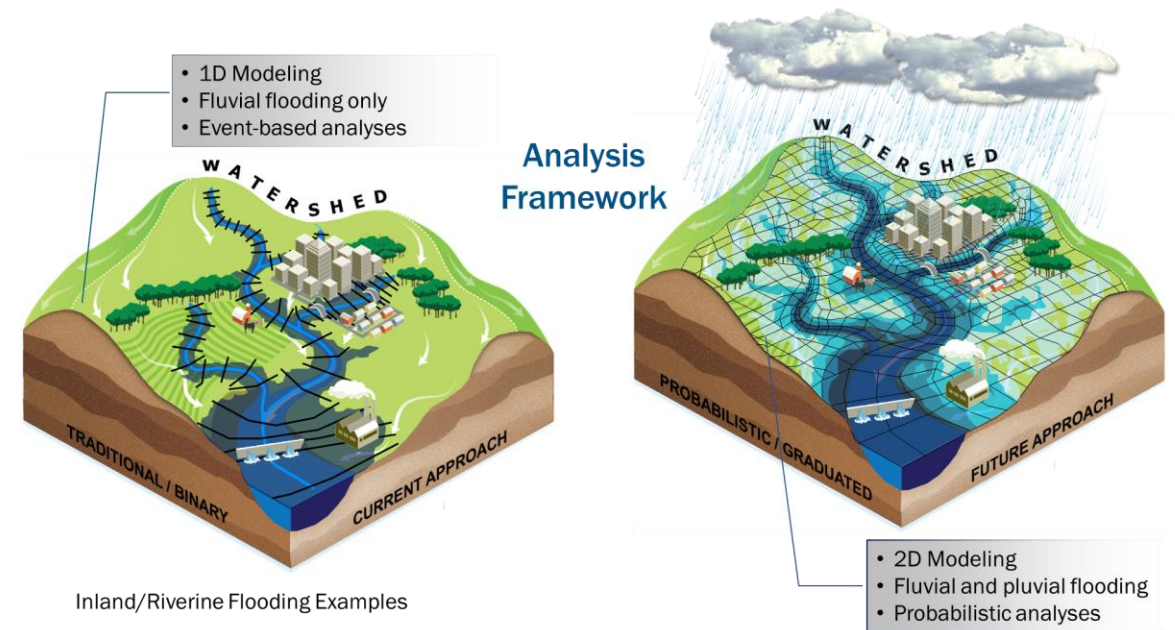 • 1D Modeling
• Fluvial flooding only
• Event-based analyses
WATERSHED
TRADITIONAL / BINARY
CURRENT APPROACH
Inland/Riverine Flooding Examples
Analysis
Framework
WATERSHED
PROBABILISTIC / GRADUATED
FUTURE APPROACH
• 2D Modeling
• Fluvial and pluvial flooding
• Probabilistic analyses